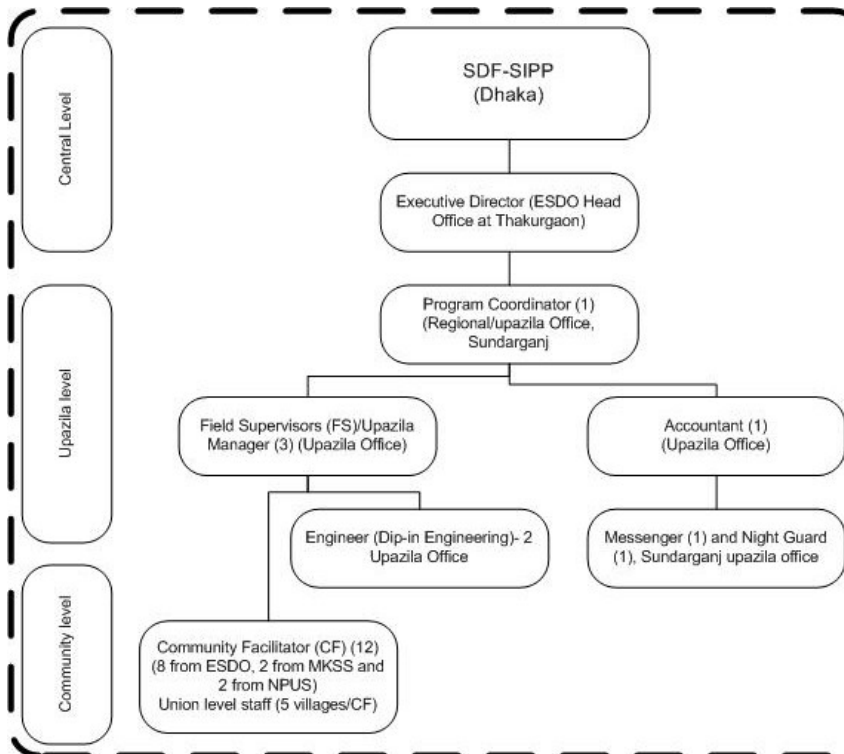 Central Level
SDF-SIPP
(Dhaka)
Executive Director (ESDO Head
Office at Thakurgaon)
Upazila level
Program Coordinator (1)
(Regional/upazila Office,
Sundarganj
Field Supervisors (FS)/Upazila
Manager (3) (Upazila Office)
Accountant (1)
(Upazila Office)
Engineer (Dip-in Engineering)- 2
Upazila Office
Messenger (1) and Night Guard
(1), Sundarganj upazila office
Community level
Community Facilitator (CF) (12)
(8 from ESDO, 2 from MKSS and
2 from NPUS)
Union level staff (5 villages/CF)